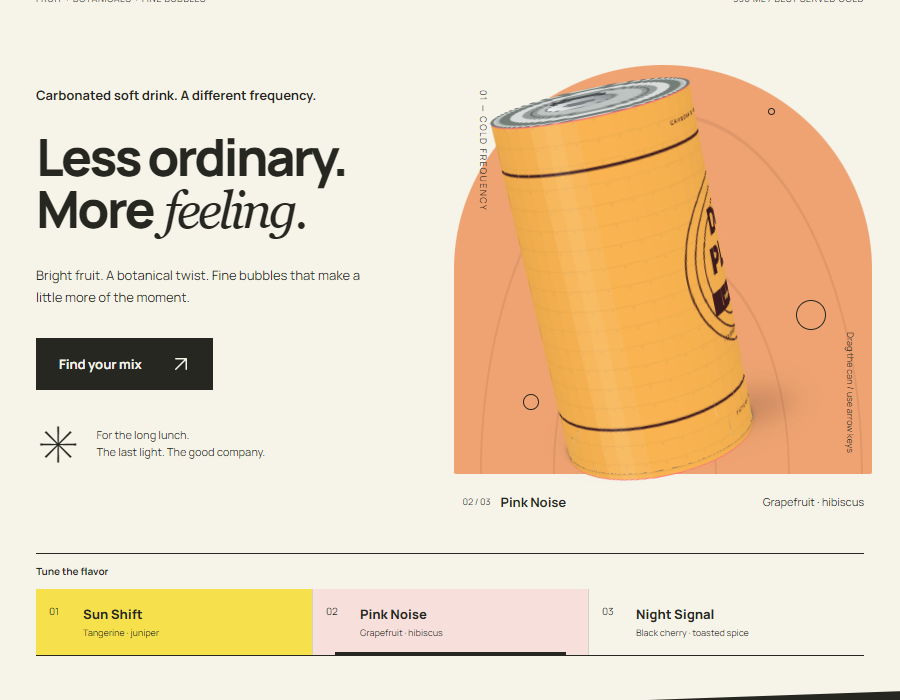 Carbonated soft drink. A different frequency.
Less ordinary.
More feeling.
Bright fruit. A botanical twist. Fine bubbles that make a
little more of the moment.
Find your mix
For the long lunch.
The last light. The good company.
01 — COLD FREQUENCY
Drag the can / use arrow keys
02 / 03 Pink Noise
Grapefruit · hibiscus
Tune the flavor
01 Sun Shift
Tangerine · juniper
02 Pink Noise
Grapefruit · hibiscus
03 Night Signal
Black cherry · toasted spice